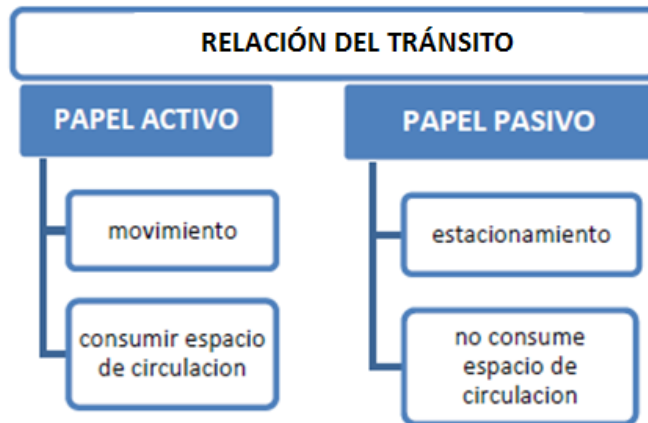 RELACIÓN DEL TRÁNSITO
PAPEL ACTIVO
movimiento
consumir espacio
de circulacion
PAPEL PASIVO
estacionamiento
no consume
espacio de
circulacion